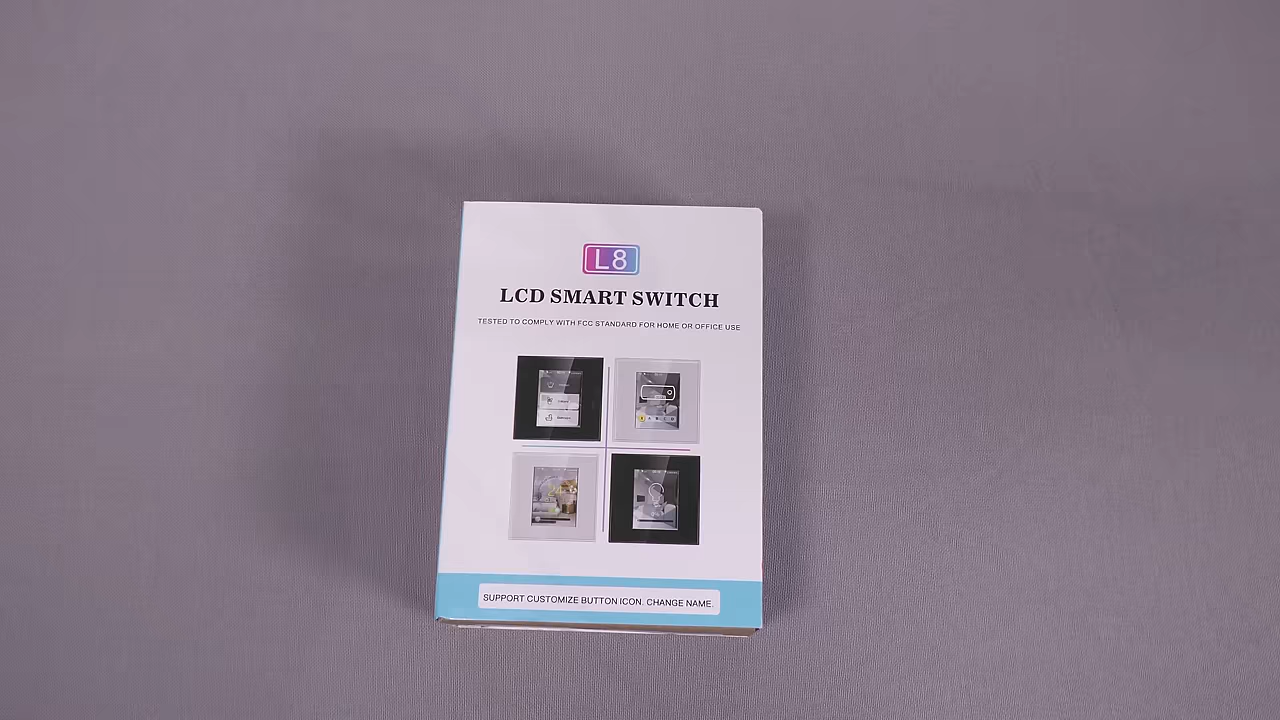 L8
LCD SMART SWITCH
TESTED TO COMPLY WITH FCC STANDARD FOR HOME OR OFFICE USE
SUPPORT CUSTOMIZE BUTTON ICON. CHANGE NAME.